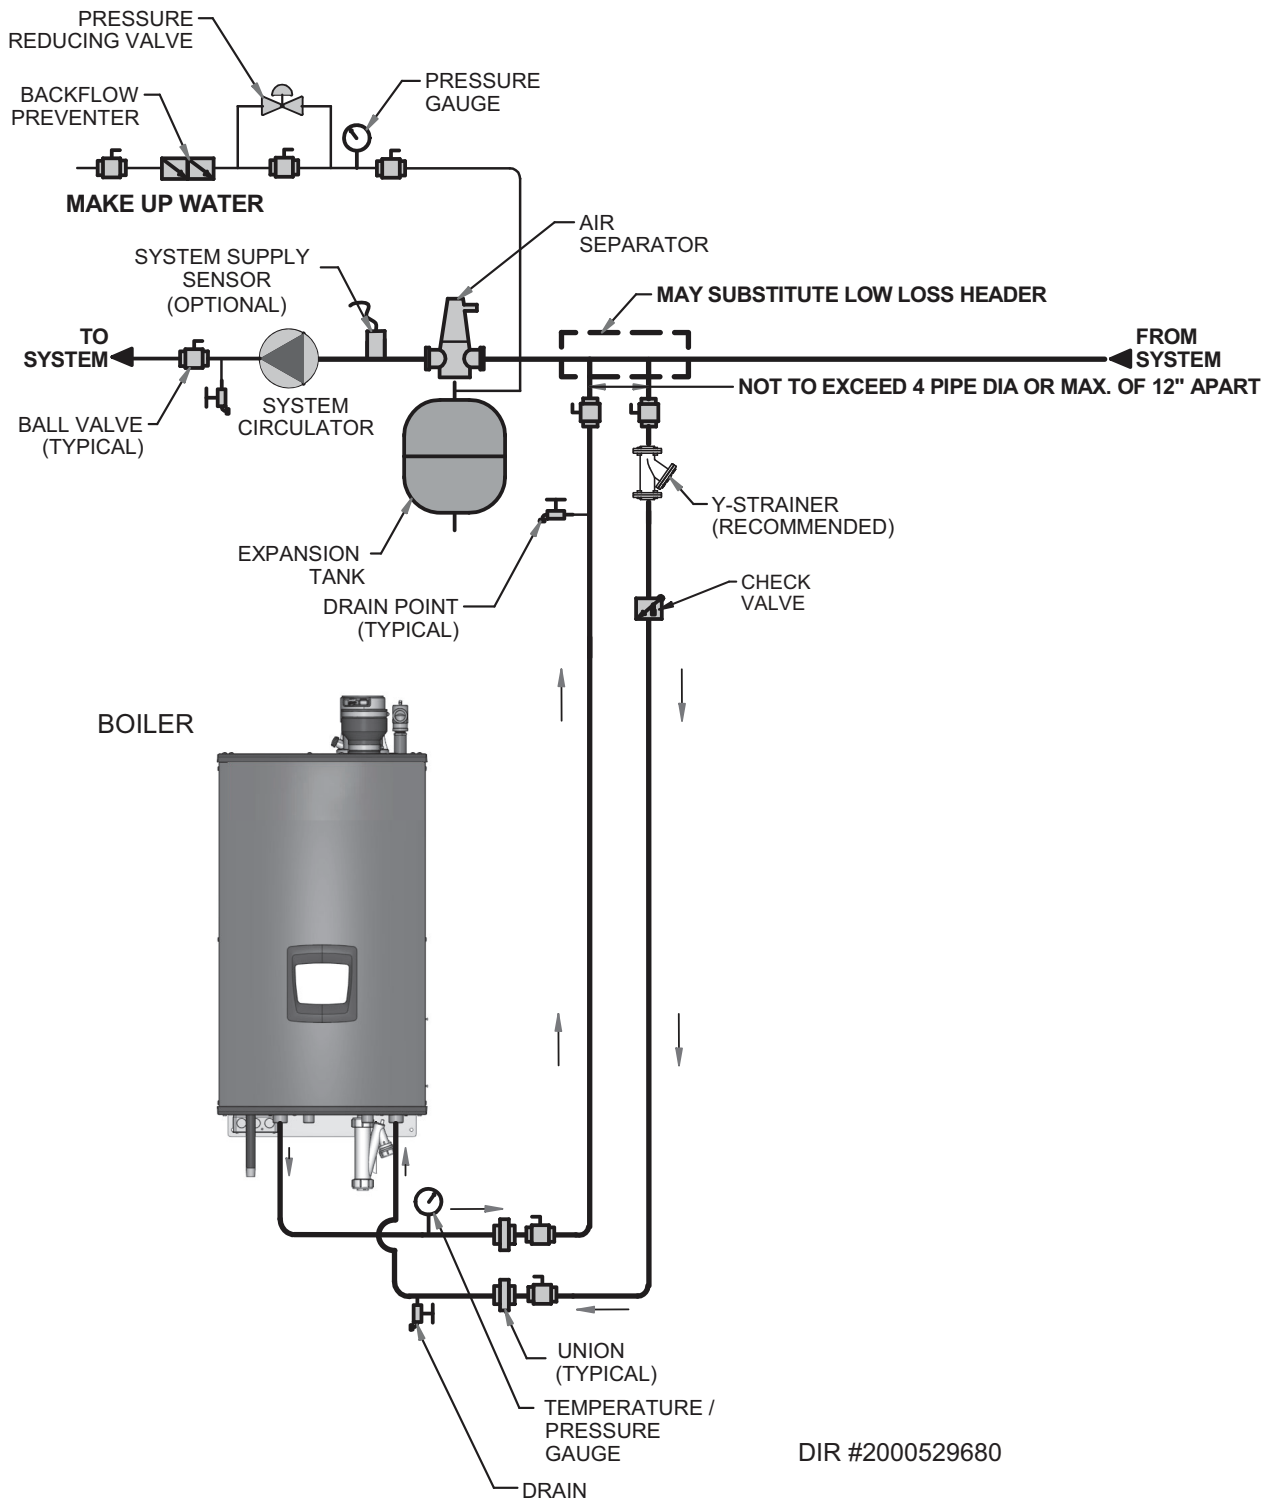 PRESSURE
REDUCING VALVE
BACKFLOW
PREVENTER
PRESSURE
GAUGE
MAKE UP WATER
AIR
SEPARATOR
SYSTEM SUPPLY
SENSOR
(OPTIONAL)
MAY SUBSTITUTE LOW LOSS HEADER
TO
SYSTEM
FROM
SYSTEM
NOT TO EXCEED 4 PIPE DIA OR MAX. OF 12" APART
SYSTEM
CIRCULATOR
BALL VALVE
(TYPICAL)
Y-STRAINER
(RECOMMENDED)
EXPANSION
TANK
CHECK
VALVE
DRAIN POINT
(TYPICAL)
BOILER
UNION
(TYPICAL)
TEMPERATURE /
PRESSURE
GAUGE
DRAIN
DIR #2000529680